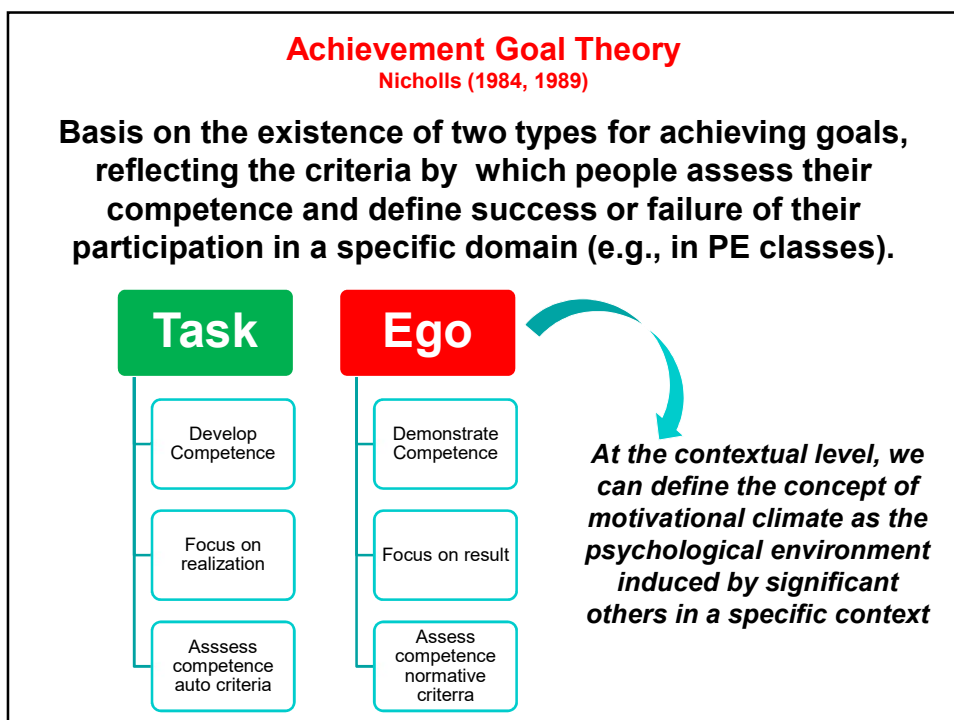 Achievement Goal Theory
Nicholls (1984, 1989)
Basis on the existence of two types for achieving goals,
reflecting the criteria by which people assess their
competence and define success or failure of their
participation in a specific domain (e.g., in PE classes).
Task
Develop
Competence
Focus on
realization
Asssess
competence
auto criteria
Ego
Demonstrate
Competence
Focus on result
Assess
competence
normative
criterra
At the contextual level, we
can define the concept of
motivational climate as the
psychological environment
induced by significant
others in a specific context